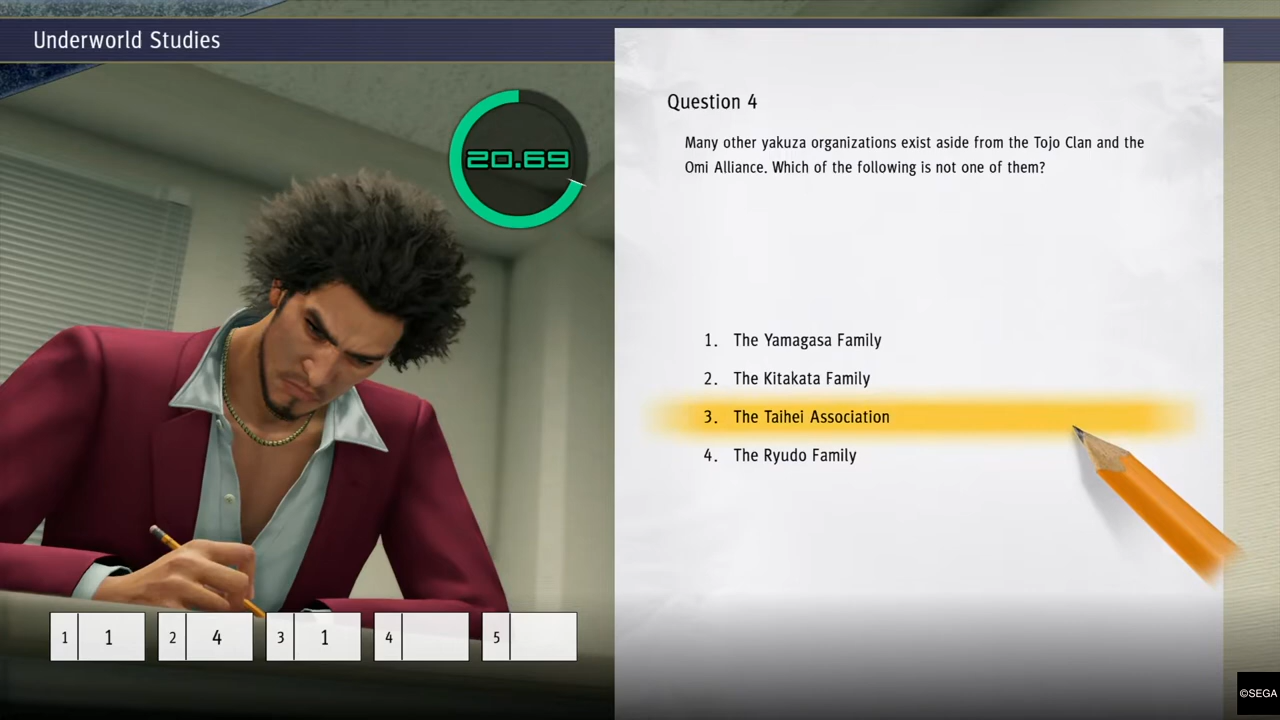 Underworld Studies
20.69
Question 4
Many other yakuza organizations exist aside from the Tojo Clan and the
Omi Alliance. Which of the following is not one of them?
1. The Yamagasa Family
2. The Kitakata Family
3. The Taihei Association
4. The Ryudo Family
1 1 2 4 3 1 4 5
©SEGA